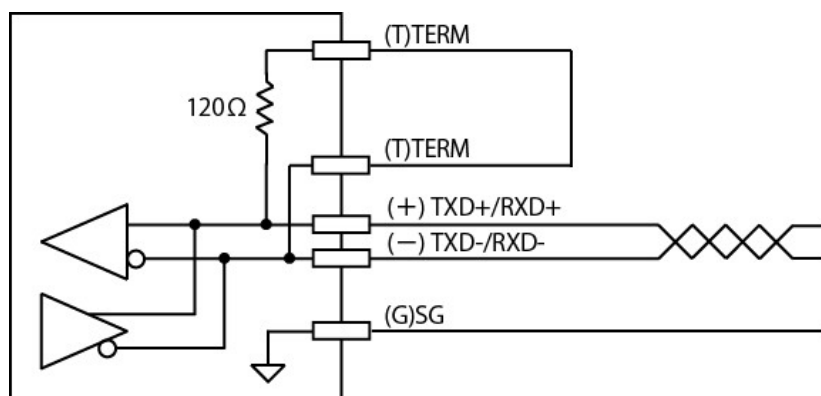 (T)TERM
120Ω
(T)TERM
(+) TXD+/RXD+
(−) TXD-/RXD-
(G)SG